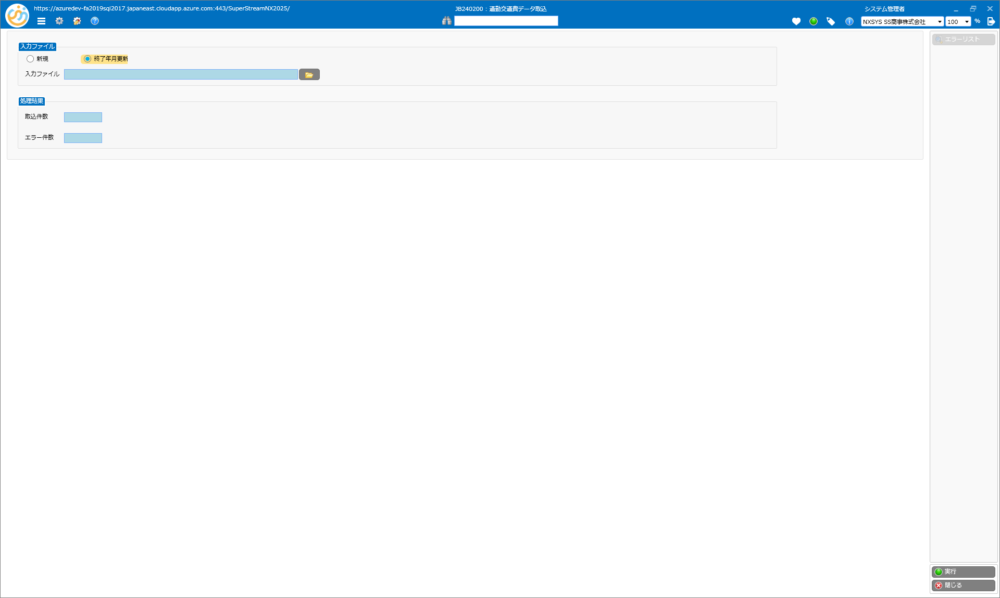 https://azuredev-fa2019sql2017.japaneast.cloudapp.azure.com:443/SuperStreamNX2025/
JB240200：通勤交通費データ取込
システム管理者
NXSYS SS商事株式会社
100
%
入力ファイル
新規
終了年月更新
入力ファイル
処理結果
取込件数
エラー件数
エラーリスト
実行
閉じる